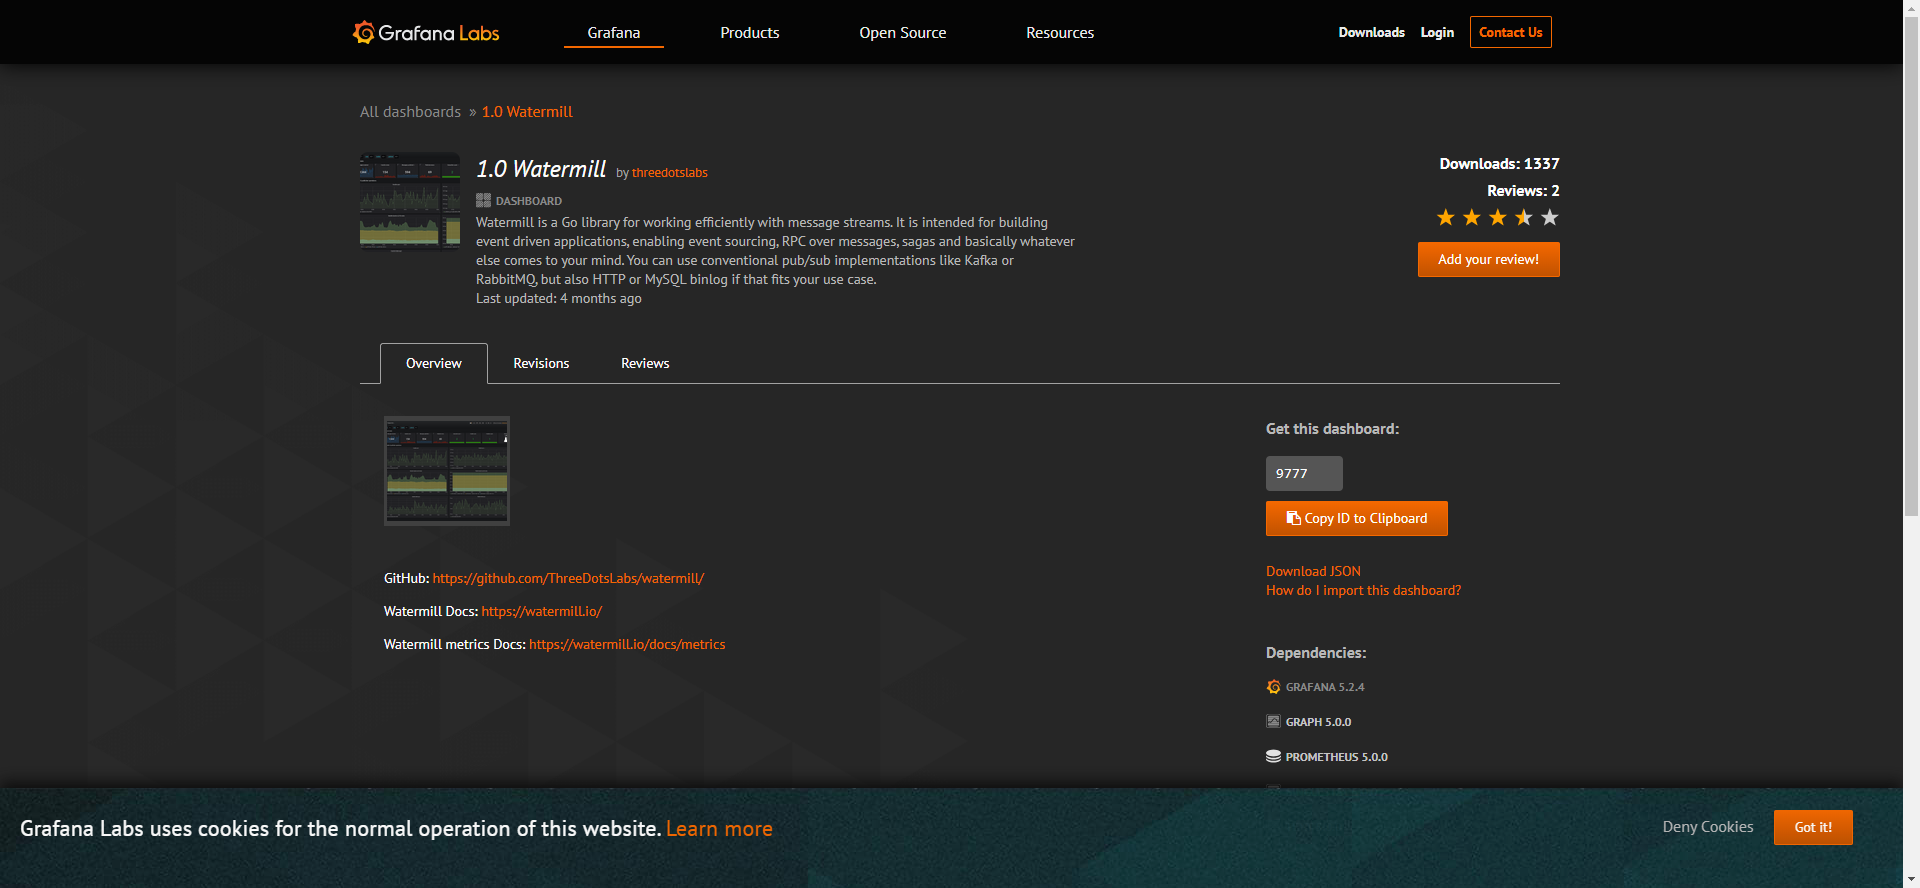 Grafana Labs
Grafana
Products
Open Source
Resources
Downloads
Login
Contact Us
All dashboards » 1.0 Watermill
1.0 Watermill by threedotslabs
DASHBOARD
Watermill is a Go library for working efficiently with message streams. It is intended for building
event driven applications, enabling event sourcing, RPC over messages, sagas and basically whatever
else comes to your mind. You can use conventional pub/sub implementations like Kafka or
RabbitMQ, but also HTTP or MySQL binlog if that fits your use case.
Last updated: 4 months ago
Downloads: 1337
Reviews: 2
Add your review!
Overview
Revisions
Reviews
GitHub: https://github.com/ThreeDotsLabs/watermill/
Watermill Docs: https://watermill.io/
Watermill metrics Docs: https://watermill.io/docs/metrics
Get this dashboard:
9777
Copy ID to Clipboard
Download JSON
How do I import this dashboard?
Dependencies:
GRAFANA 5.2.4
GRAPH 5.0.0
PROMETHEUS 5.0.0
Grafana Labs uses cookies for the normal operation of this website. Learn more
Deny Cookies
Got it!